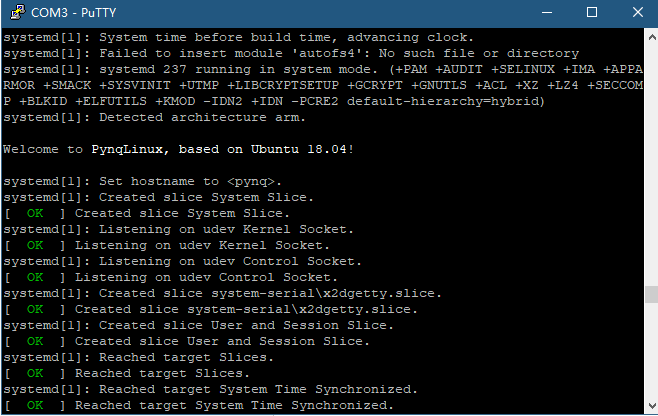 COM3 - PuTTY
systemd[1]: System time before build time, advancing clock.
systemd[1]: Failed to insert module 'autofs4': No such file or directory
systemd[1]: systemd 237 running in system mode. (+PAM +AUDIT +SELINUX +IMA +APPA
RMOR +SMACK +SYSVINIT +UTMP +LIBCRYPTSETUP +GCRYPT +GNUTLS +ACL +XZ +LZ4 +SECCOM
P +BLKID +ELFUTILS +KMOD -IDN2 +IDN -PCRE2 default-hierarchy=hybrid)
systemd[1]: Detected architecture arm.
Welcome to PynqLinux, based on Ubuntu 18.04!
systemd[1]: Set hostname to <pynq>.
systemd[1]: Created slice System Slice.
[  OK  ] Created slice System Slice.
systemd[1]: Listening on udev Kernel Socket.
[  OK  ] Listening on udev Kernel Socket.
systemd[1]: Listening on udev Control Socket.
[  OK  ] Listening on udev Control Socket.
systemd[1]: Created slice system-serial\x2dgetty.slice.
[  OK  ] Created slice system-serial\x2dgetty.slice.
systemd[1]: Created slice User and Session Slice.
[  OK  ] Created slice User and Session Slice.
systemd[1]: Reached target Slices.
[  OK  ] Reached target Slices.
systemd[1]: Reached target System Time Synchronized.
[  OK  ] Reached target System Time Synchronized.